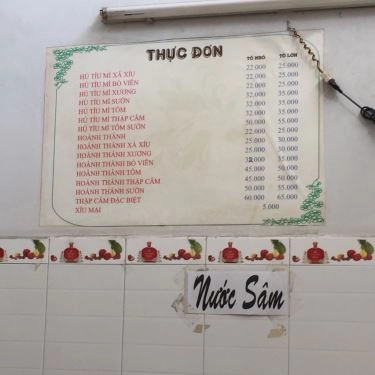 THỰC ĐƠN
TÔ NHỎ TÔ LỚN
HỦ TÍU MÌ XÁ XÍU 22.000 25.000
HỦ TÍU MÌ BÒ VIÊN 22.000 25.000
HỦ TÍU MÌ XƯƠNG 22.000 25.000
HỦ TÍU MÌ SƯỜN 32.000 35.000
HỦ TÍU MÌ TÔM 32.000 35.000
HỦ TÍU MÌ THẬP CẨM 32.000 35.000
HỦ TÍU MÌ TÔM SƯỜN 50.000 55.000
HOÀNH THÁNH 22.000 25.000
HOÀNH THÁNH XÁ XÍU 25.000 30.000
HOÀNH THÁNH XƯƠNG 25.000 30.000
HOÀNH THÁNH BÒ VIÊN 35.000
HOÀNH THÁNH TÔM 45.000 50.000
HOÀNH THÁNH THẬP CẨM 45.000 50.000
HOÀNH THÁNH SƯỜN 50.000 55.000
THẬP CẨM ĐẶC BIỆT 60.000 65.000
XÍU MẠI 5.000
Nước Sâm